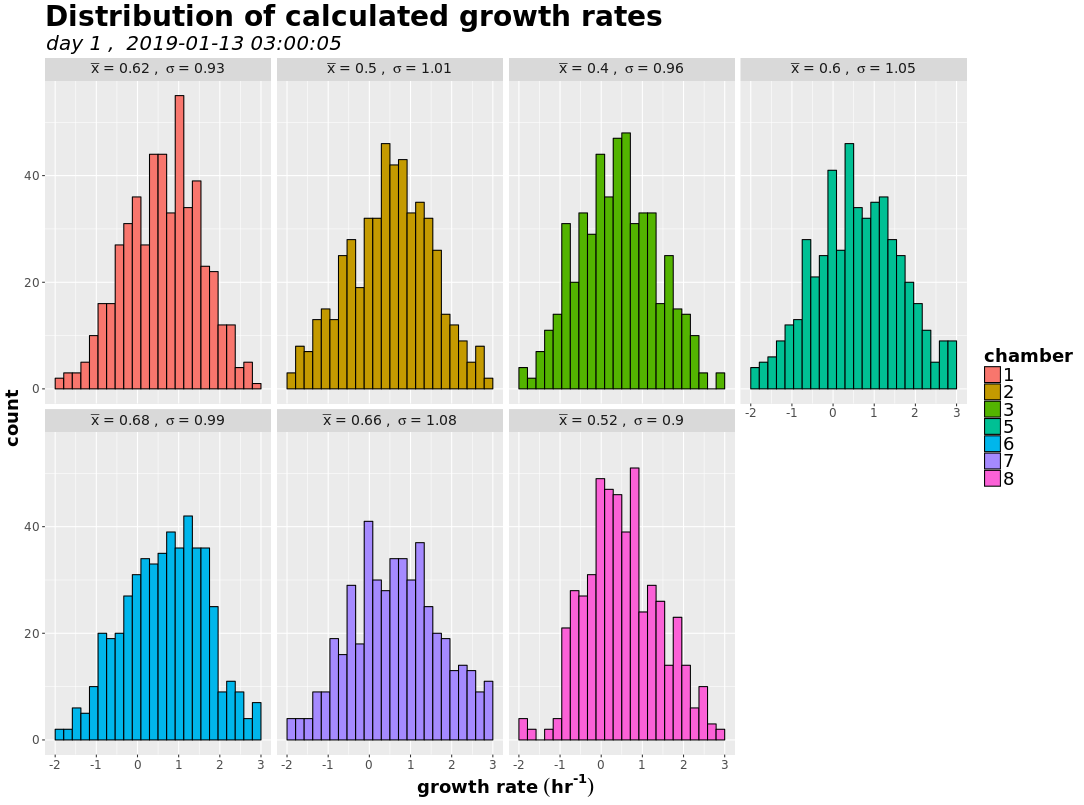 Distribution of calculated growth rates
day 1 ,  2019-01-13 03:00:05
x̅ = 0.62 ,  σ = 0.93
x̅ = 0.5 ,  σ = 1.01
x̅ = 0.4 ,  σ = 0.96
x̅ = 0.6 ,  σ = 1.05
40
20
0
-2 -1 0 1 2 3
count
x̅ = 0.68 ,  σ = 0.99
x̅ = 0.66 ,  σ = 1.08
x̅ = 0.52 ,  σ = 0.9
40
20
0
-2 -1 0 1 2 3
-2 -1 0 1 2 3
-2 -1 0 1 2 3
growth rate (hr⁻¹)
chamber
1
2
3
5
6
7
8